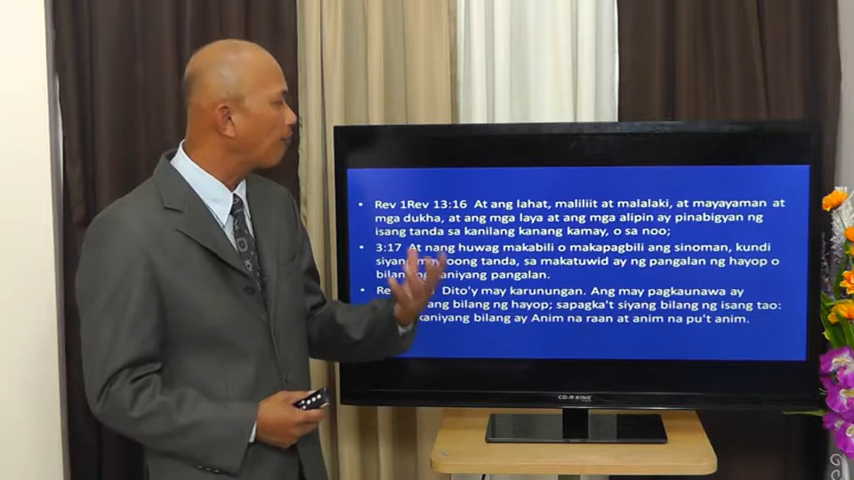 • Rev 1Rev 13:16 At ang lahat, maliliit at malalaki, at mayayaman at
mga dukha, at ang mga laya at ang mga alipin ay pinabigyan ng
isang tanda sa kanilang kanang kamay, o sa noo;
• 3:17 At nang huwag makabili o makapagbili ang sinoman, kundi
siyang oong tanda, sa makatuwid ay ng pangalan ng hayop o
bilang kaniyang pangalan.
• Re Dito'y may karunungan. Ang may pagkaunawa ay
ng bilang ng hayop; sapagka't siyang bilang ng isang tao:
kaniyang bilang ay Anim na raan at anim na pu't anim.
CD-R KING